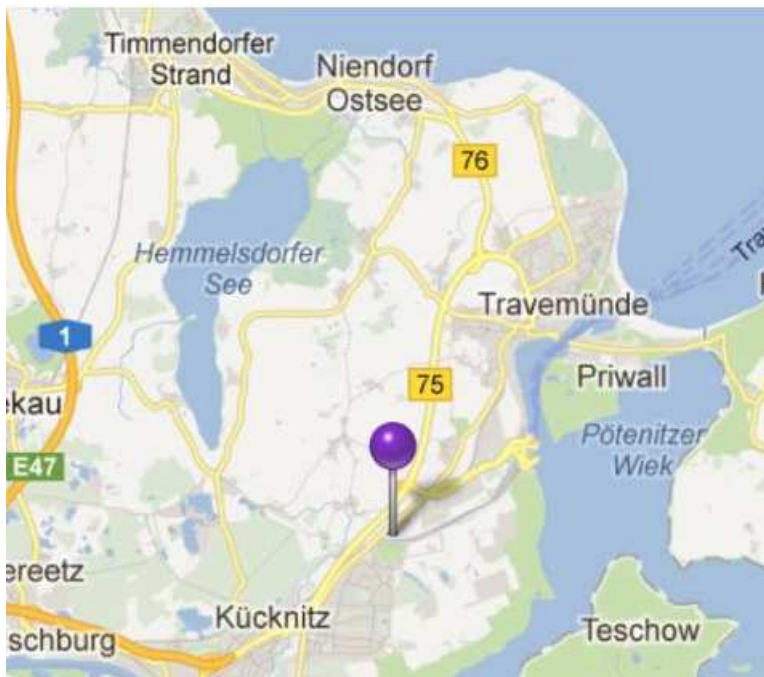 Timmendorfer
Strand
Niendorf
Ostsee
76
Hemmelsdorfer
See
Travemünde
1
75
Priwall
ekau
Pötenitzer
Wiek
E47
ereetz
Kücknitz
Teschow
schburg